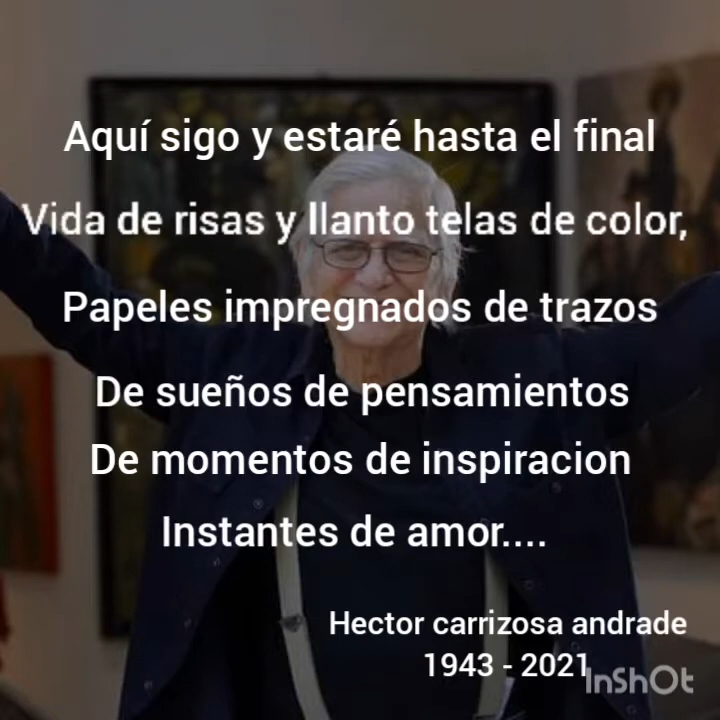 Aquí sigo y estaré hasta el final
Vida de risas y llanto telas de color,
Papeles impregnados de trazos
De sueños de pensamientos
De momentos de inspiracion
Instantes de amor....
Hector carrizosa andrade
1943 - 2021
InShOt